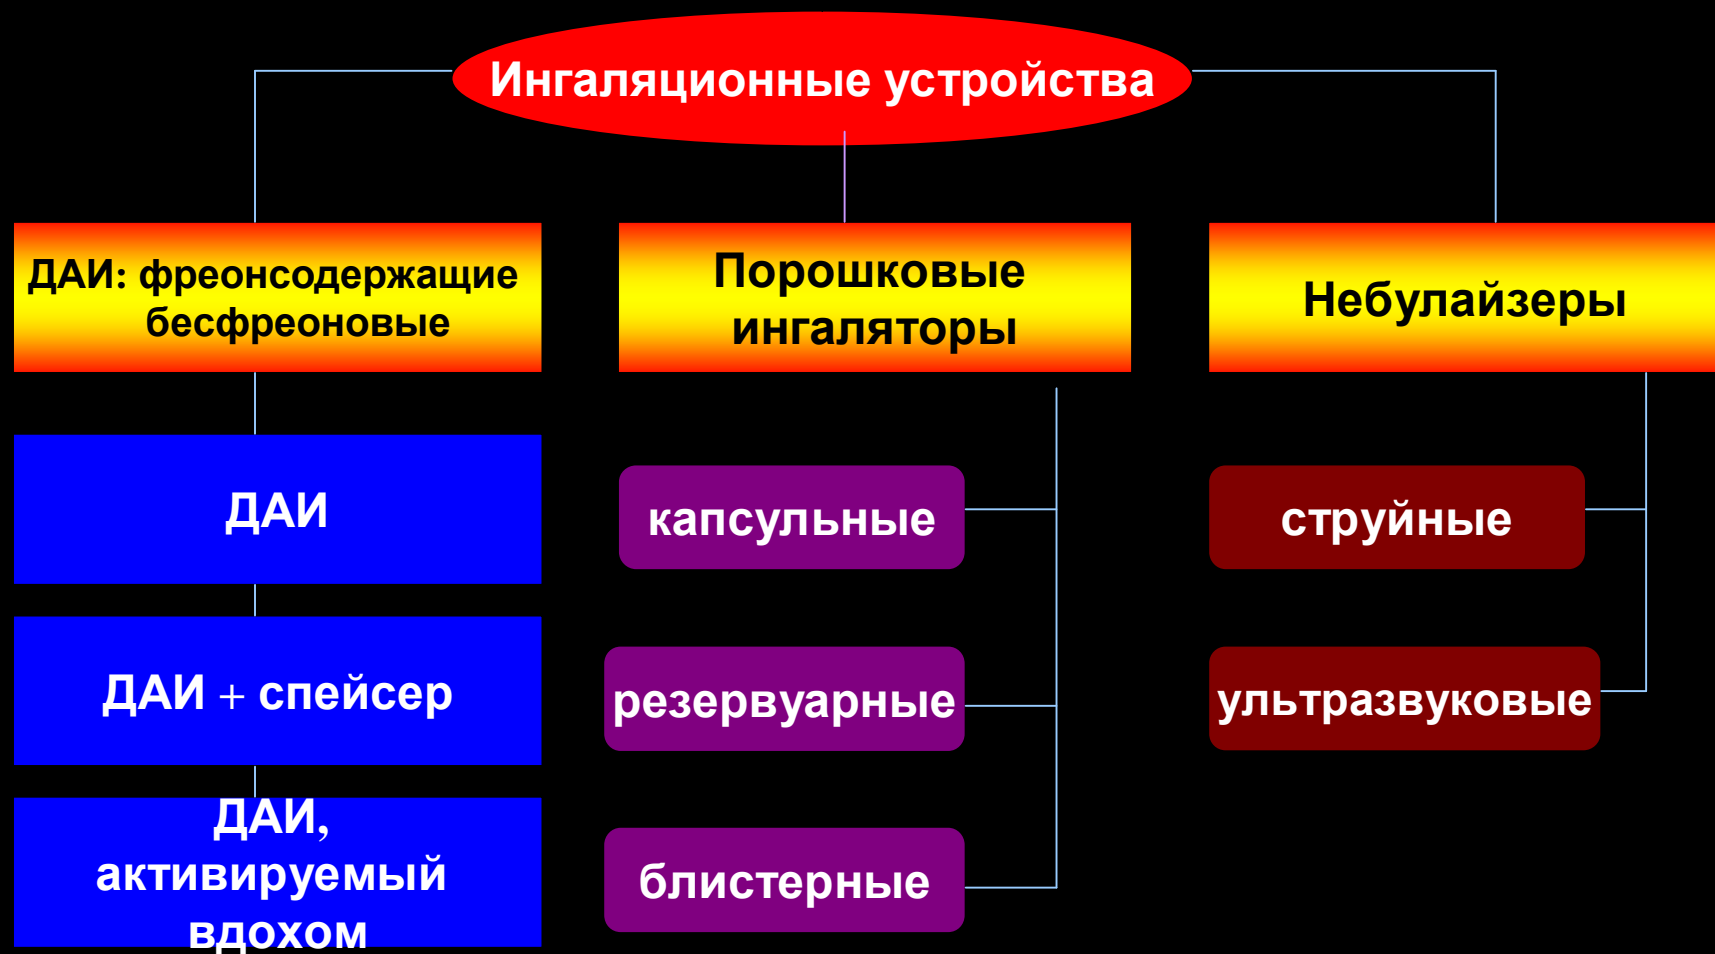 Ингаляционные устройства
ДАИ: фреонсодержащие
бесфреоновые
ДАИ
ДАИ + спейсер
ДАИ,
активируемый
вдохом
Порошковые
ингаляторы
капсульные
резервуарные
блистерные
Небулайзеры
струйные
ультразвуковые